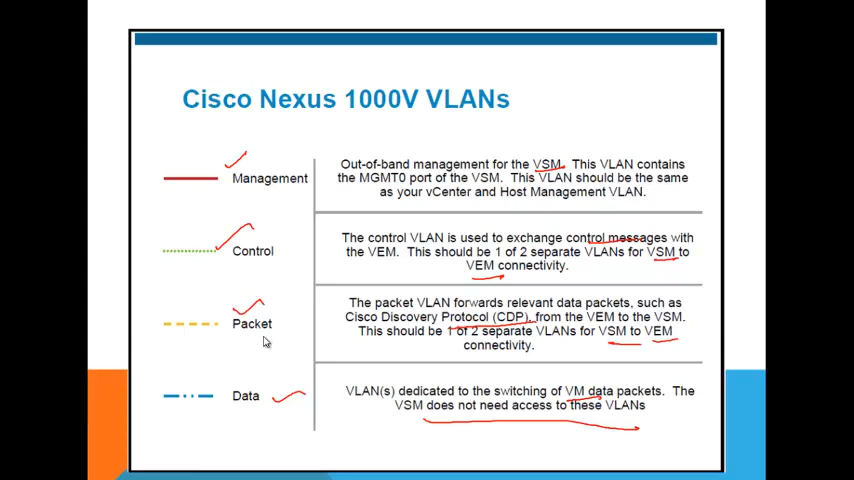 Cisco Nexus 1000V VLANs
Management
Out-of-band management for the VSM. This VLAN contains
the MGMT0 port of the VSM. This VLAN should be the same
as your vCenter and Host Management VLAN.
Control
The control VLAN is used to exchange control messages with
the VEM. This should be 1 of 2 separate VLANs for VSM to
VEM connectivity.
Packet
The packet VLAN forwards relevant data packets, such as
Cisco Discovery Protocol (CDP), from the VEM to the VSM.
This should be 1 of 2 separate VLANs for VSM to VEM
connectivity.
Data
VLAN(s) dedicated to the switching of VM data packets. The
VSM does not need access to these VLANs